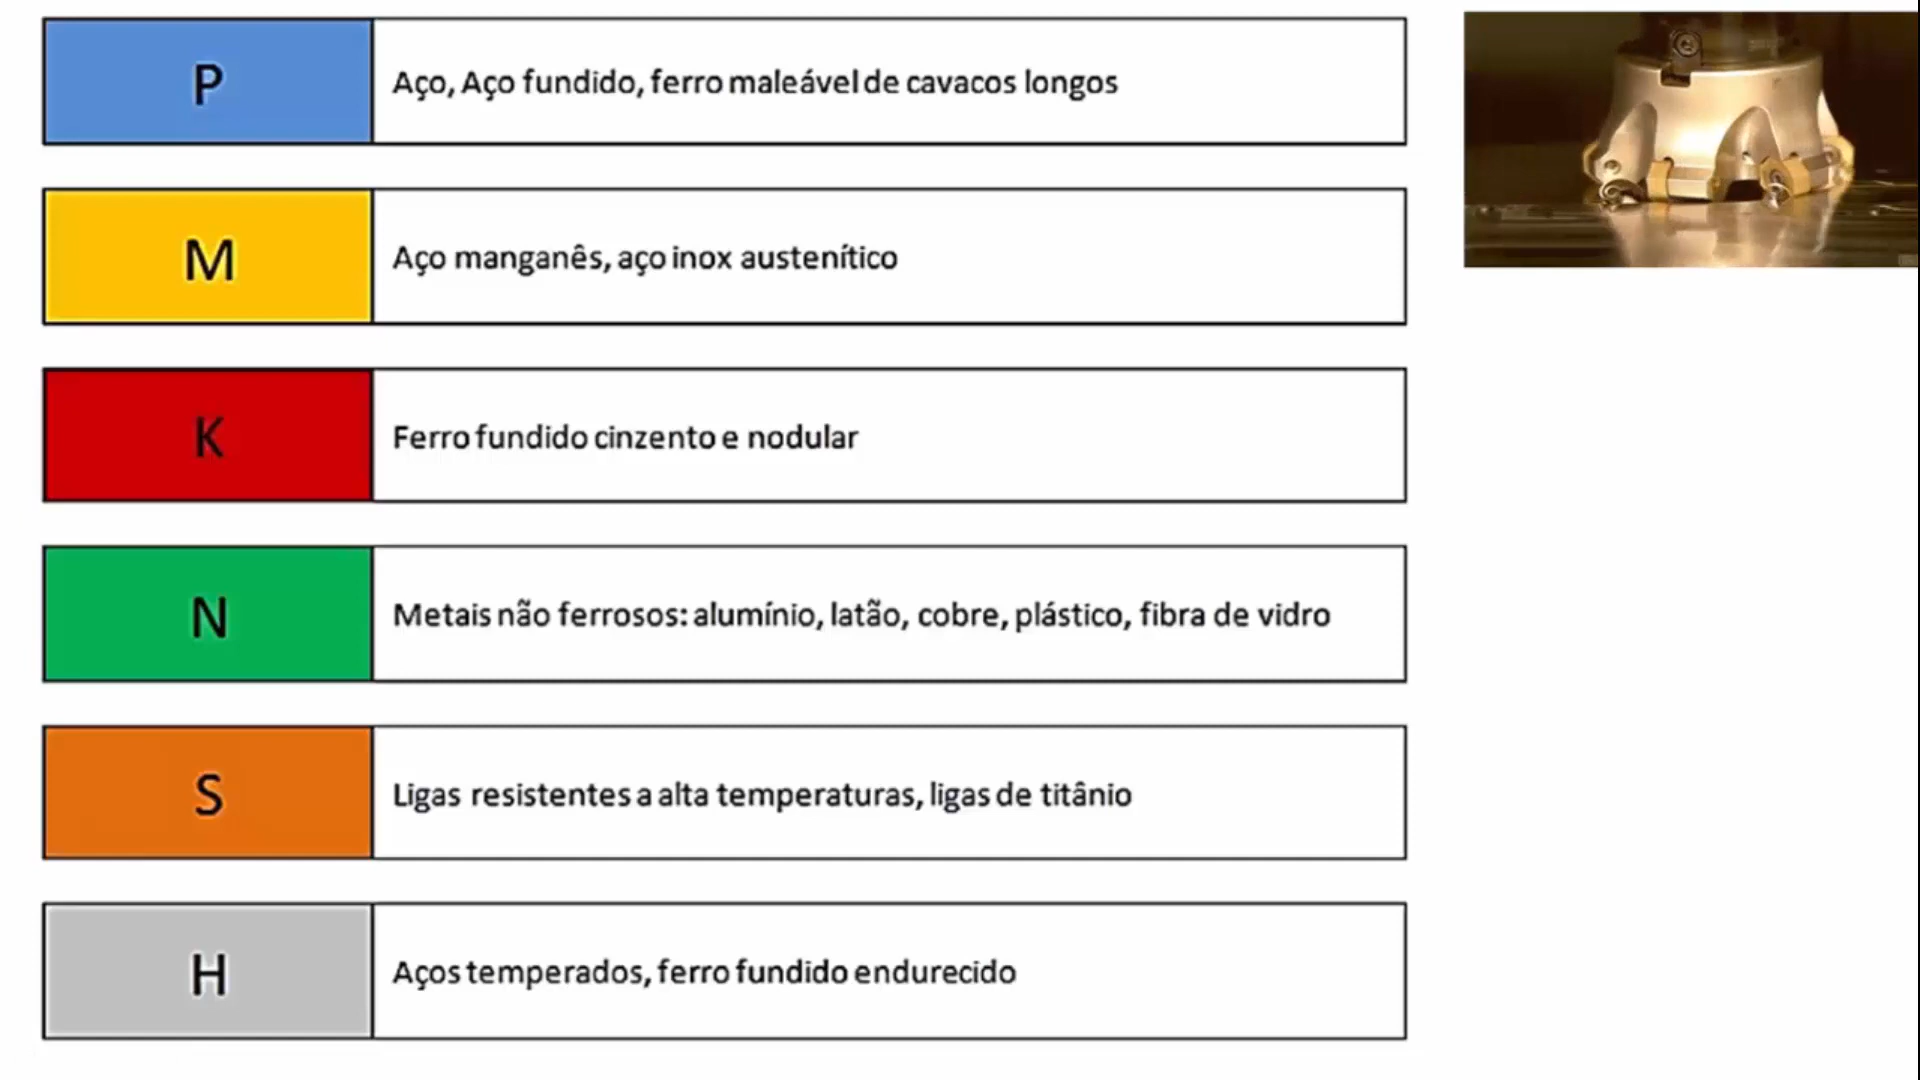 P
Aço, Aço fundido, ferro maleável de cavacos longos
M
Aço manganês, aço inox austenítico
K
Ferro fundido cinzento e nodular
N
Metais não ferrosos: alumínio, latão, cobre, plástico, fibra de vidro
S
Ligas resistentes a alta temperaturas, ligas de titânio
H
Aços temperados, ferro fundido endurecido